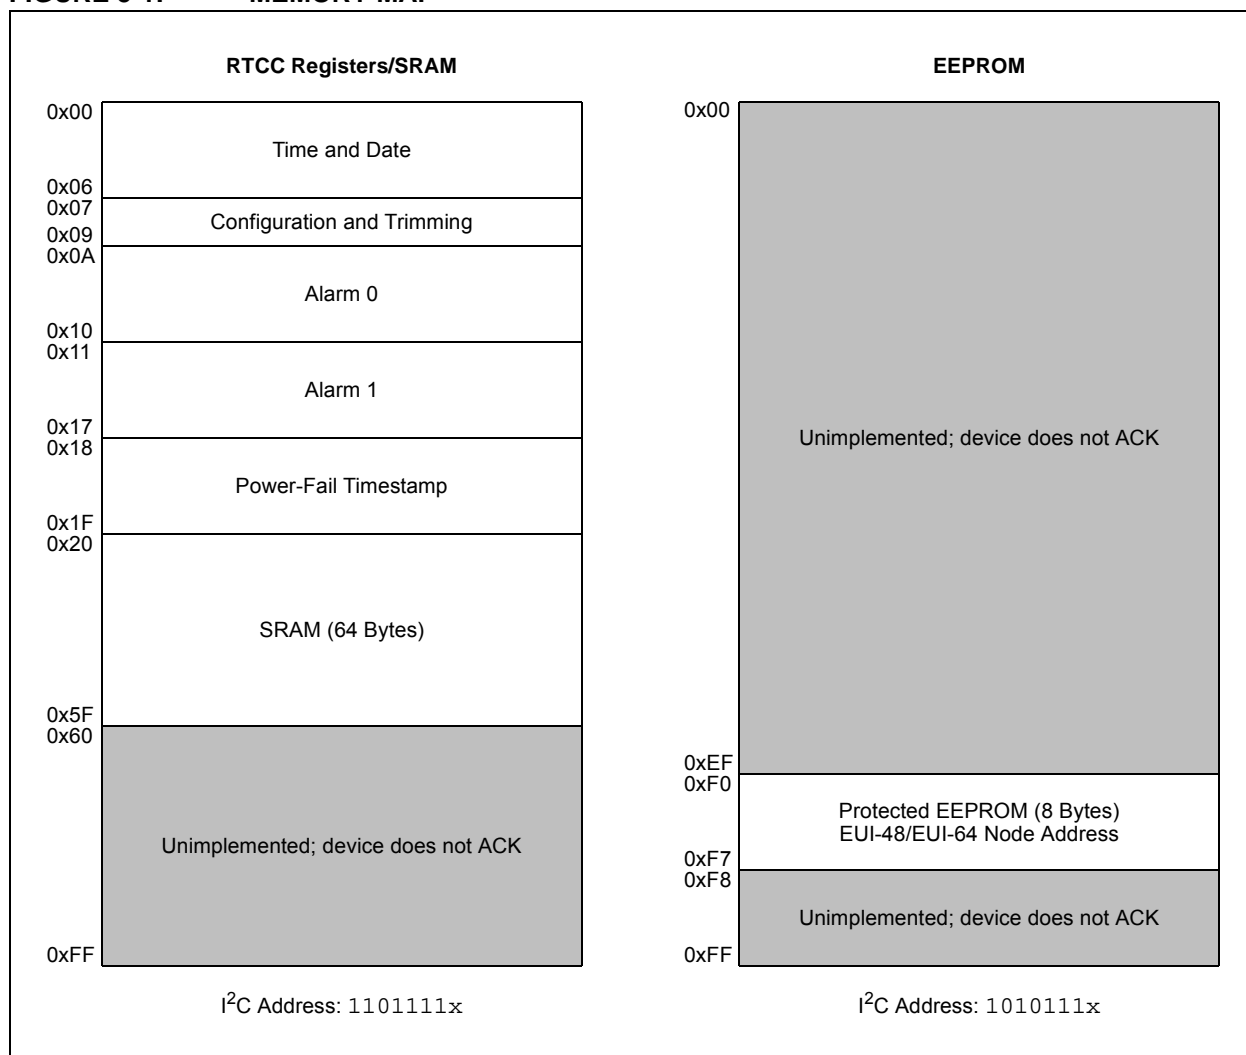 FIGURE 3-1: MEMORY MAP
RTCC Registers/SRAM
0x00
Time and Date
0x06
0x07
Configuration and Trimming
0x09
0x0A
Alarm 0
0x10
0x11
Alarm 1
0x17
0x18
Power-Fail Timestamp
0x1F
0x20
SRAM (64 Bytes)
0x5F
0x60
Unimplemented; device does not ACK
0xFF
I²C Address: 1101111x
EEPROM
0x00
Unimplemented; device does not ACK
0xEF
0xF0
Protected EEPROM (8 Bytes)
EUI-48/EUI-64 Node Address
0xF7
0xF8
Unimplemented; device does not ACK
0xFF
I²C Address: 1010111x